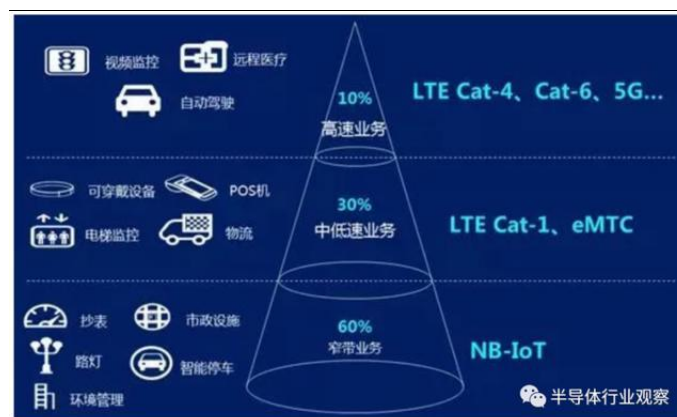 视频监控
远程医疗
自动驾驶
10%
高速业务
LTE Cat-4、Cat-6、5G...
可穿戴设备
POS机
电梯监控
物流
30%
中低速业务
LTE Cat-1、eMTC
抄表
市政设施
路灯
智能停车
环境管理
60%
窄带业务
NB-IoT
半导体行业观察